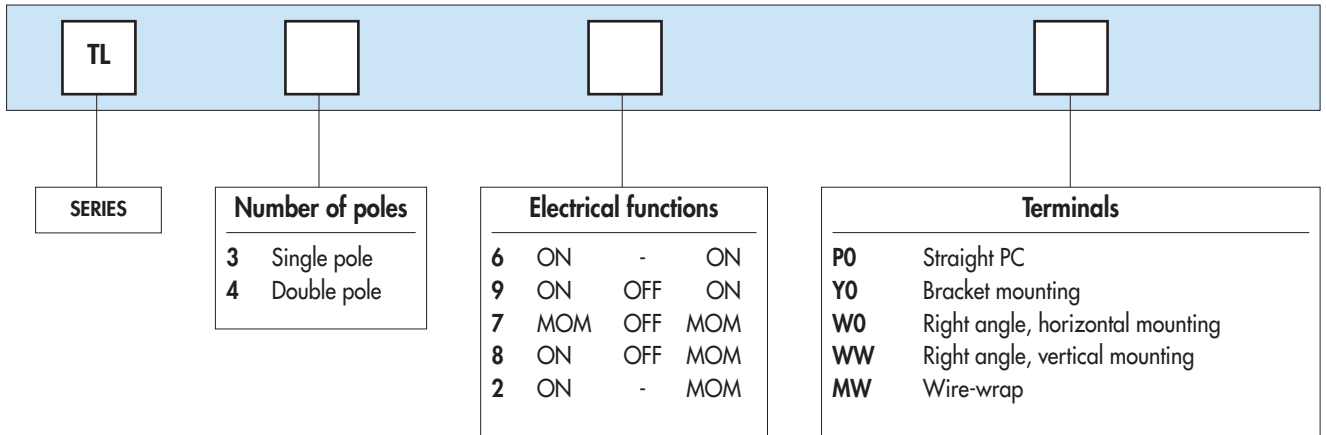 TL
SERIES
Number of poles
3 Single pole
4 Double pole
Electrical functions
6 ON - ON
9 ON OFF ON
7 MOM OFF MOM
8 ON OFF MOM
2 ON - MOM
Terminals
P0 Straight PC
Y0 Bracket mounting
W0 Right angle, horizontal mounting
WW Right angle, vertical mounting
MW Wire-wrap